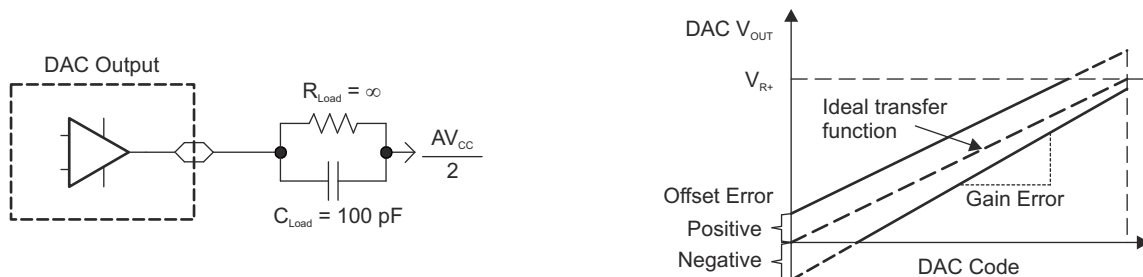 DAC Output
R_Load = ∞
AV_CC
2
C_Load = 100 pF
DAC V_OUT
V_R+
Ideal transfer
function
Offset Error
Positive
Negative
Gain Error
DAC Code